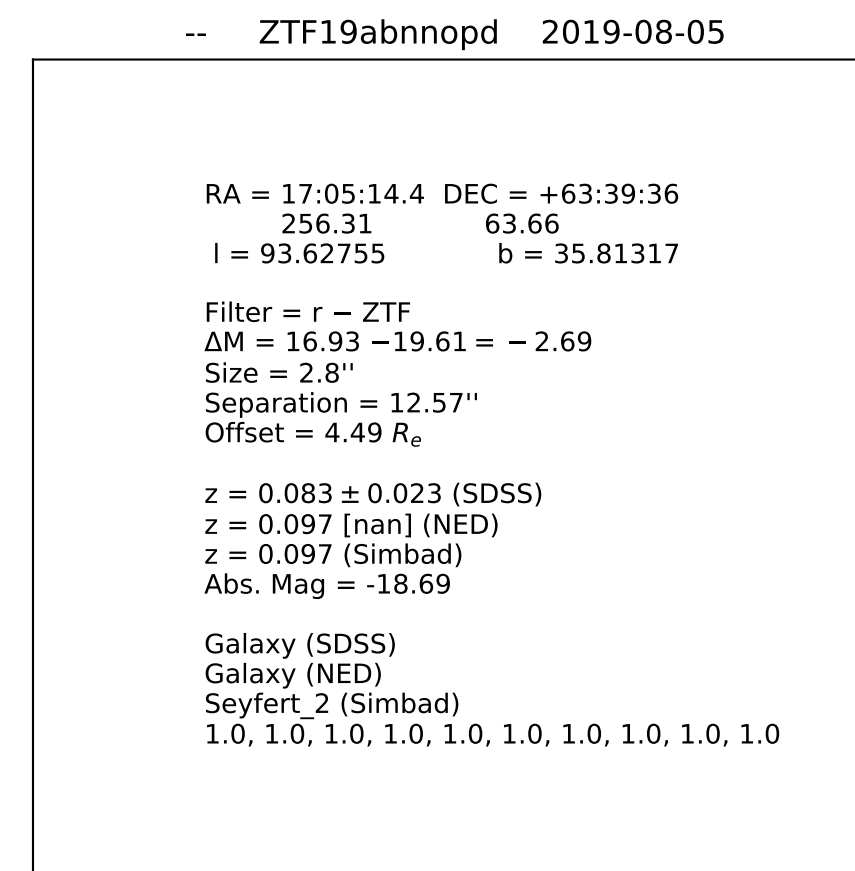 -- ZTF19abnnopd 2019-08-05
RA = 17:05:14.4 DEC = +63:39:36
256.31 63.66
l = 93.62755 b = 35.81317
Filter = r − ZTF
ΔM = 16.93 −19.61 = − 2.69
Size = 2.8''
Separation = 12.57''
Offset = 4.49 Rₑ
z = 0.083 ± 0.023 (SDSS)
z = 0.097 [nan] (NED)
z = 0.097 (Simbad)
Abs. Mag = -18.69
Galaxy (SDSS)
Galaxy (NED)
Seyfert_2 (Simbad)
1.0, 1.0, 1.0, 1.0, 1.0, 1.0, 1.0, 1.0, 1.0, 1.0